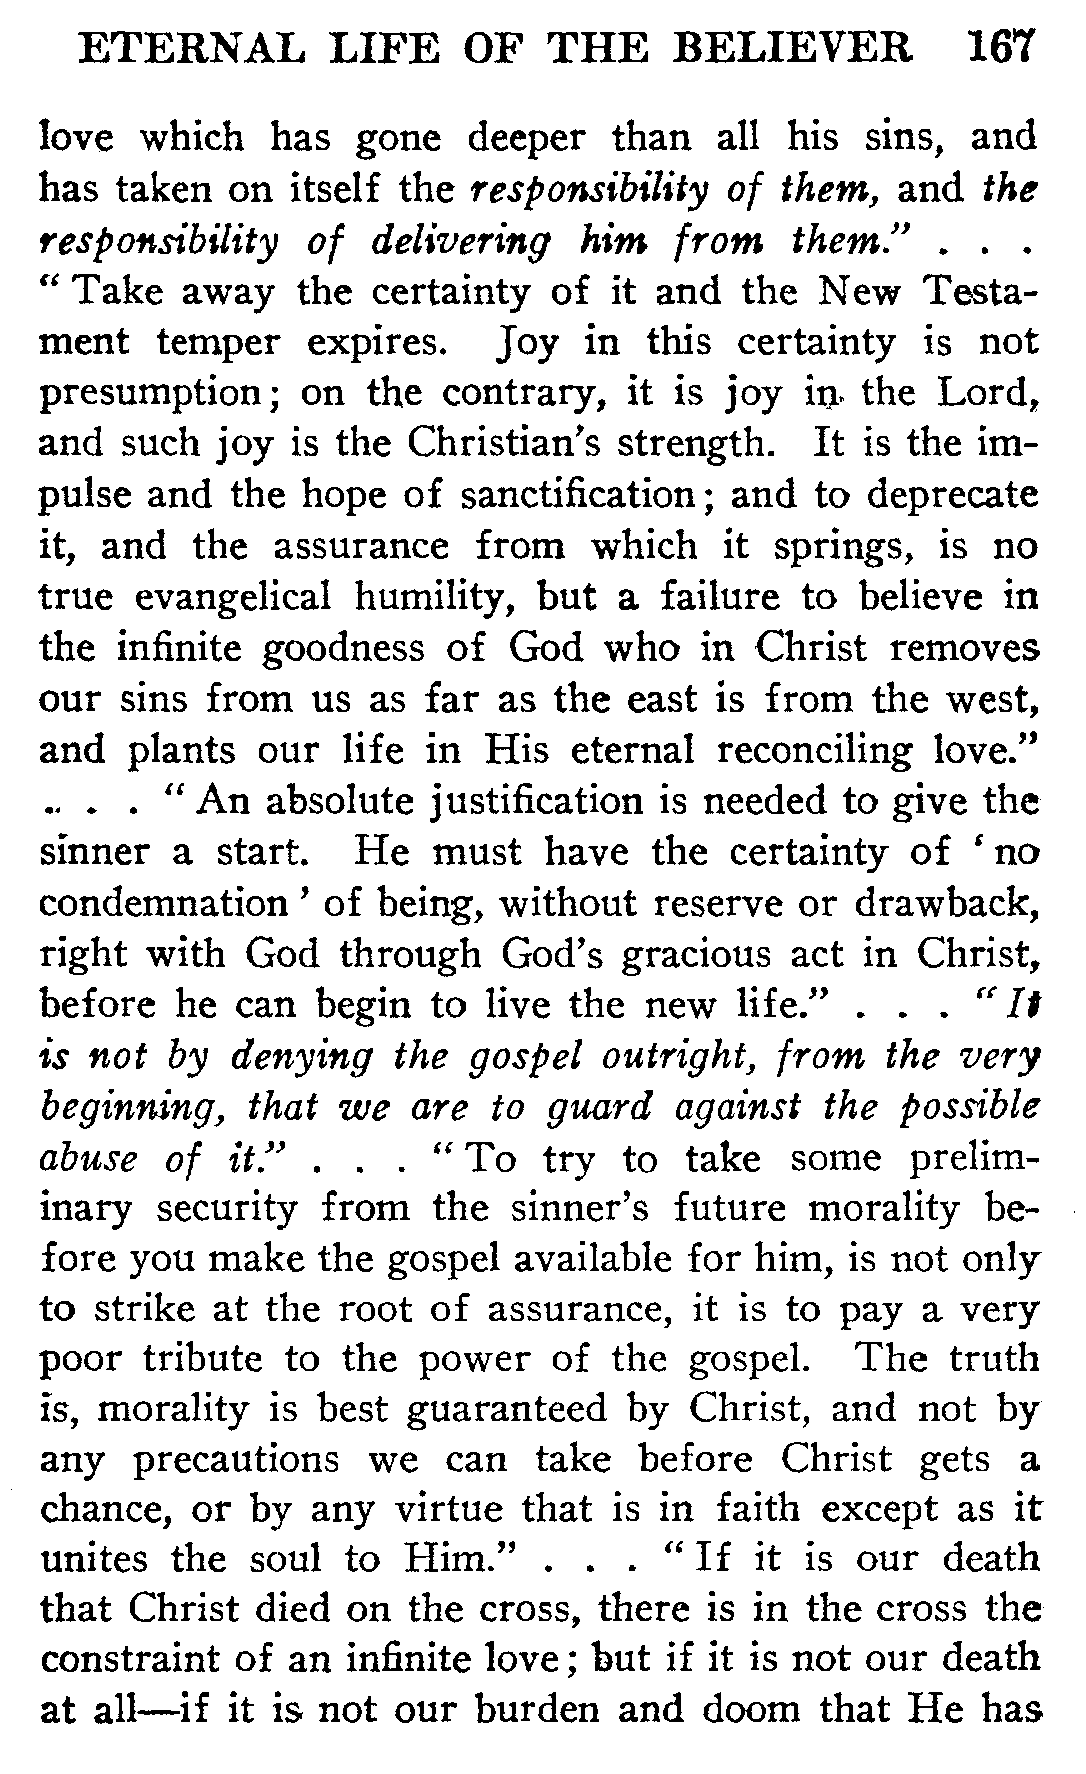 ETERNAL LIFE OF THE BELIEVER 167
love which has gone deeper than all his sins, and
has taken on itself the responsibility of them, and the
responsibility of delivering him from them." . . .
" Take away the certainty of it and the New Testa-
ment temper expires. Joy in this certainty is not
presumption; on the contrary, it is joy in the Lord,
and such joy is the Christian's strength. It is the im-
pulse and the hope of sanctification; and to deprecate
it, and the assurance from which it springs, is no
true evangelical humility, but a failure to believe in
the infinite goodness of God who in Christ removes
our sins from us as far as the east is from the west,
and plants our life in His eternal reconciling love."
. . . " An absolute justification is needed to give the
sinner a start. He must have the certainty of ' no
condemnation ' of being, without reserve or drawback,
right with God through God's gracious act in Christ,
before he can begin to live the new life." . . . " It
is not by denying the gospel outright, from the very
beginning, that we are to guard against the possible
abuse of it." . . . " To try to take some prelim-
inary security from the sinner's future morality be-
fore you make the gospel available for him, is not only
to strike at the root of assurance, it is to pay a very
poor tribute to the power of the gospel. The truth
is, morality is best guaranteed by Christ, and not by
any precautions we can take before Christ gets a
chance, or by any virtue that is in faith except as it
unites the soul to Him." . . . " If it is our death
that Christ died on the cross, there is in the cross the
constraint of an infinite love; but if it is not our death
at all—if it is not our burden and doom that He has